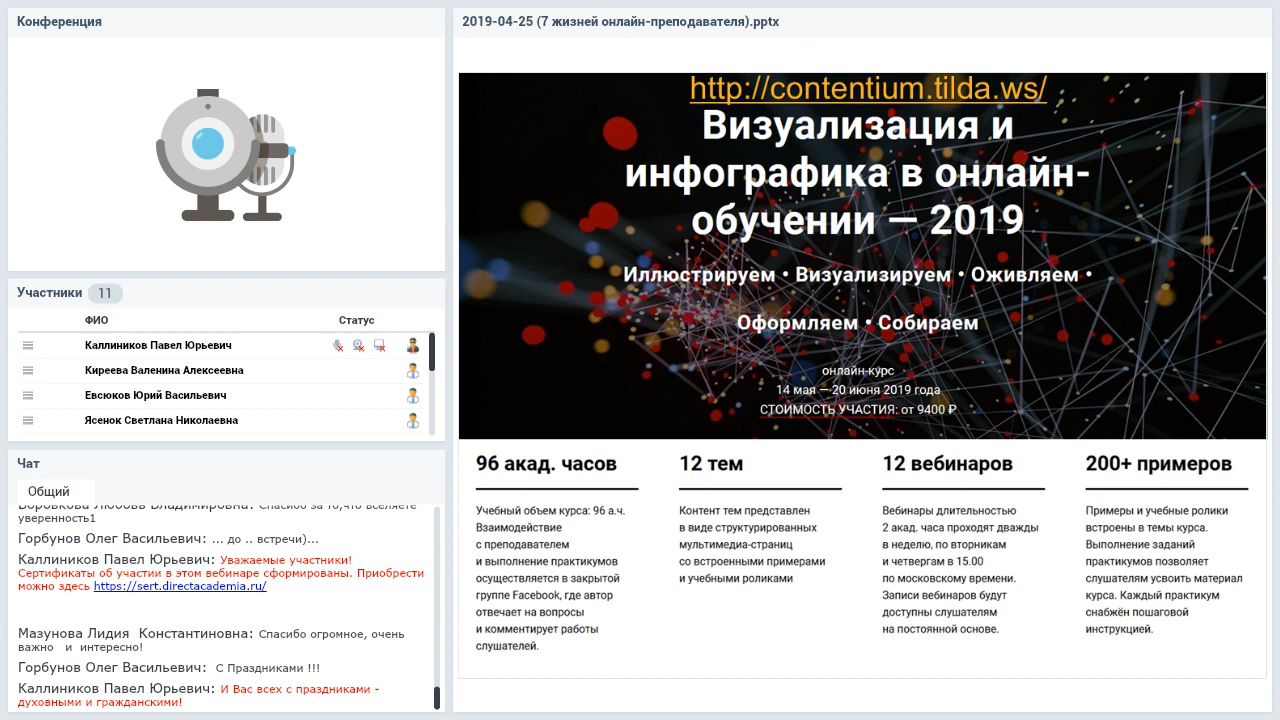 Конференция
Участники 11
ФИО Статус
Каллиников Павел Юрьевич
Киреева Валенина Алексеевна
Евсюков Юрий Васильевич
Ясенок Светлана Николаевна
Чат
Общий
Боровкова Любовь Владимировна: Спасибо за то,что вселяете
уверенность1
Горбунов Олег Васильевич: ... до .. встречи)...
Каллиников Павел Юрьевич: Уважаемые участники!
Сертификаты об участии в этом вебинаре сформированы. Приобрести
можно здесь https://sert.directacademia.ru/
Мазунова Лидия Константиновна: Спасибо огромное, очень
важно и интересно!
Горбунов Олег Васильевич: С Праздниками !!!
Каллиников Павел Юрьевич: И Вас всех с праздниками -
духовными и гражданскими!
2019-04-25 (7 жизней онлайн-преподавателя).pptx
http://contentium.tilda.ws/
Визуализация и
инфографика в онлайн-
обучении — 2019
Иллюстрируем • Визуализируем • Оживляем •
Оформляем • Собираем
онлайн-курс
14 мая — 20 июня 2019 года
СТОИМОСТЬ УЧАСТИЯ: от 9400 ₽
96 акад. часов
Учебный объем курса: 96 а.ч.
Взаимодействие
с преподавателем
и выполнение практикумов
осуществляется в закрытой
группе Facebook, где автор
отвечает на вопросы
и комментирует работы
слушателей.
12 тем
Контент тем представлен
в виде структурированных
мультимедиа-страниц
со встроенными примерами
и учебными роликами
12 вебинаров
Вебинары длительностью
2 акад. часа проходят дважды
в неделю, по вторникам
и четвергам в 15.00
по московскому времени.
Записи вебинаров будут
доступны слушателям
на постоянной основе.
200+ примеров
Примеры и учебные ролики
встроены в темы курса.
Выполнение заданий
практикумов позволяет
слушателям усвоить материал
курса. Каждый практикум
снабжён пошаговой
инструкцией.